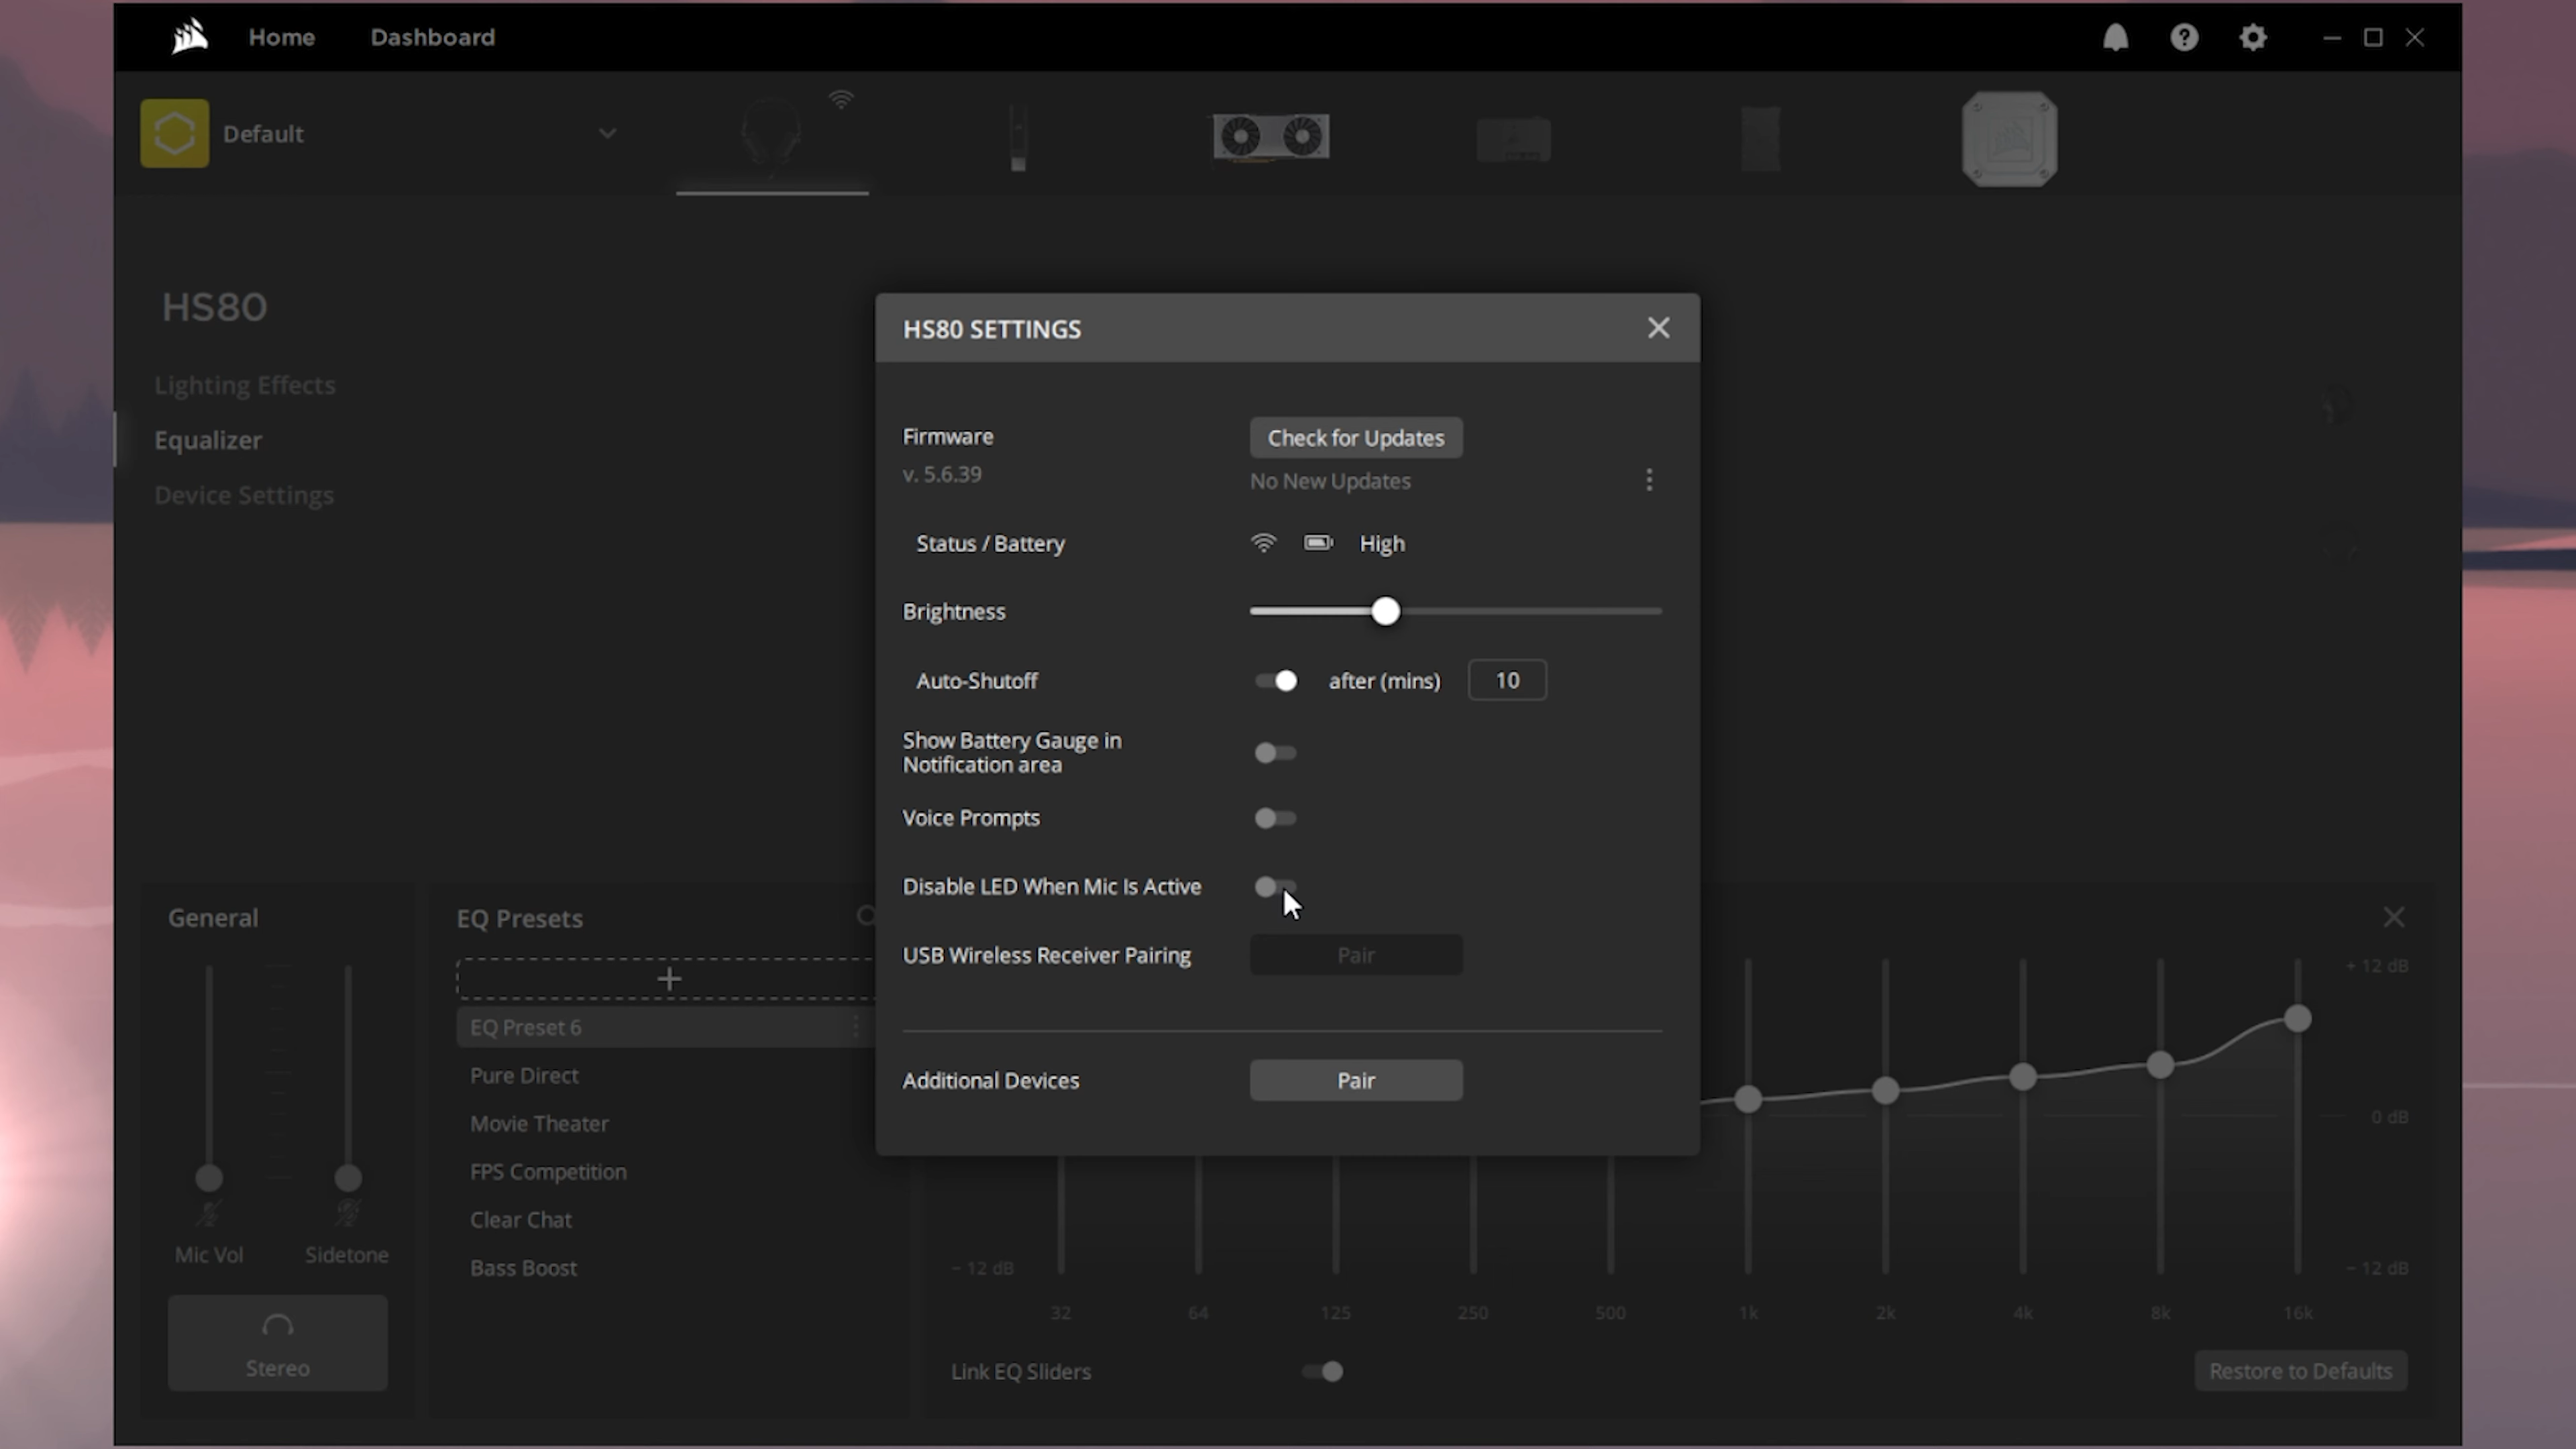 Home
Dashboard
Default
HS80
Lighting Effects
Equalizer
Device Settings
HS80 SETTINGS
Firmware
Check for Updates
v. 5.6.39
No New Updates
Status / Battery
High
Brightness
Auto-Shutoff
after (mins)
10
Show Battery Gauge in
Notification area
Voice Prompts
Disable LED When Mic Is Active
USB Wireless Receiver Pairing
Pair
Additional Devices
Pair
General
Mic Vol
Sidetone
Stereo
EQ Presets
EQ Preset 6
Pure Direct
Movie Theater
FPS Competition
Clear Chat
Bass Boost
+ 12 dB
0 dB
− 12 dB
− 12 dB
32
64
125
250
500
1k
2k
4k
8k
16k
Link EQ Sliders
Restore to Defaults